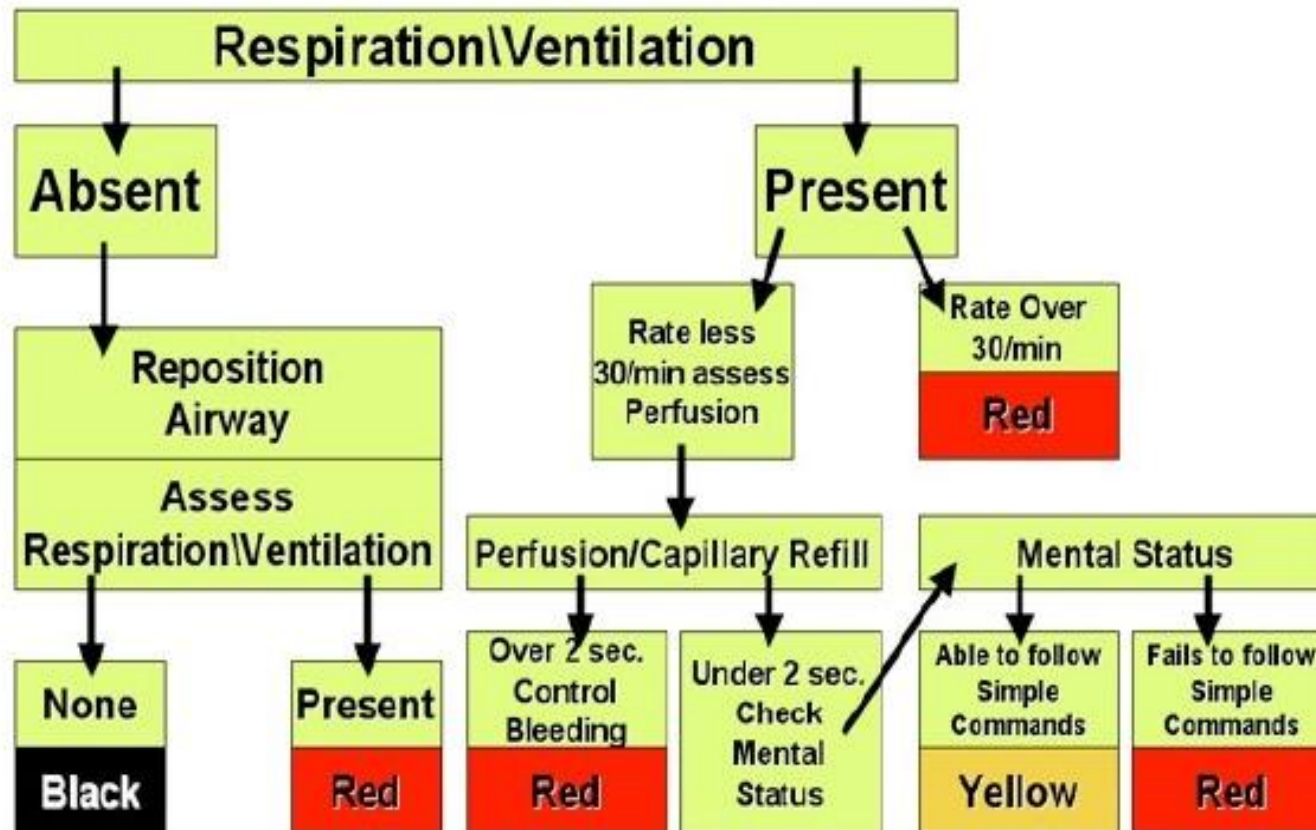 Respiration\Ventilation
Absent
Present
Rate less
30/min assess
Perfusion
Rate Over
30/min
Red
Reposition
Airway
Assess
Respiration\Ventilation
Perfusion/Capillary Refill
Mental Status
None
Black
Present
Red
Over 2 sec.
Control
Bleeding
Red
Under 2 sec.
Check
Mental
Status
Able to follow
Simple
Commands
Yellow
Fails to follow
Simple
Commands
Red